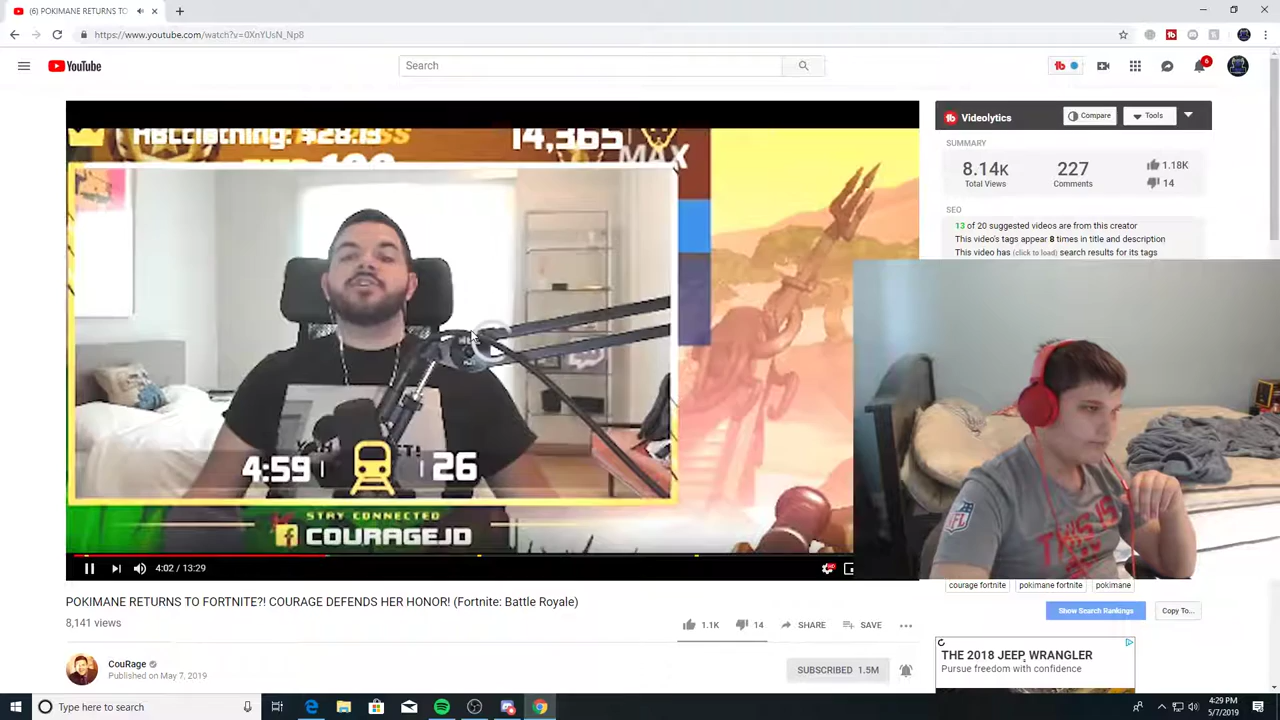 (6) POKIMANE RETURNS TO
https://www.youtube.com/watch?v=0XnYUsN_Np8
YouTube
Search
6
14,365
MAX
4:59 | 26
STAY CONNECTED
COURAGEJD
4:02 / 13:29
HD
POKIMANE RETURNS TO FORTNITE?! COURAGE DEFENDS HER HONOR! (Fortnite: Battle Royale)
8,141 views
1.1K
14
SHARE
SAVE
CouRage
Published on May 7, 2019
SUBSCRIBED 1.5M
Videolytics
Compare
Tools
SUMMARY
8.14K
Total Views
227
Comments
1.18K
14
SEO
13 of 20 suggested videos are from this creator
This video's tags appear 8 times in title and description
This video has (click to load) search results for its tags
NFL
THIS IS
courage fortnite
pokimane fortnite
pokimane
Show Search Rankings
Copy To...
THE 2018 JEEP WRANGLER
Pursue freedom with confidence
Type here to search
4:29 PM
5/7/2019